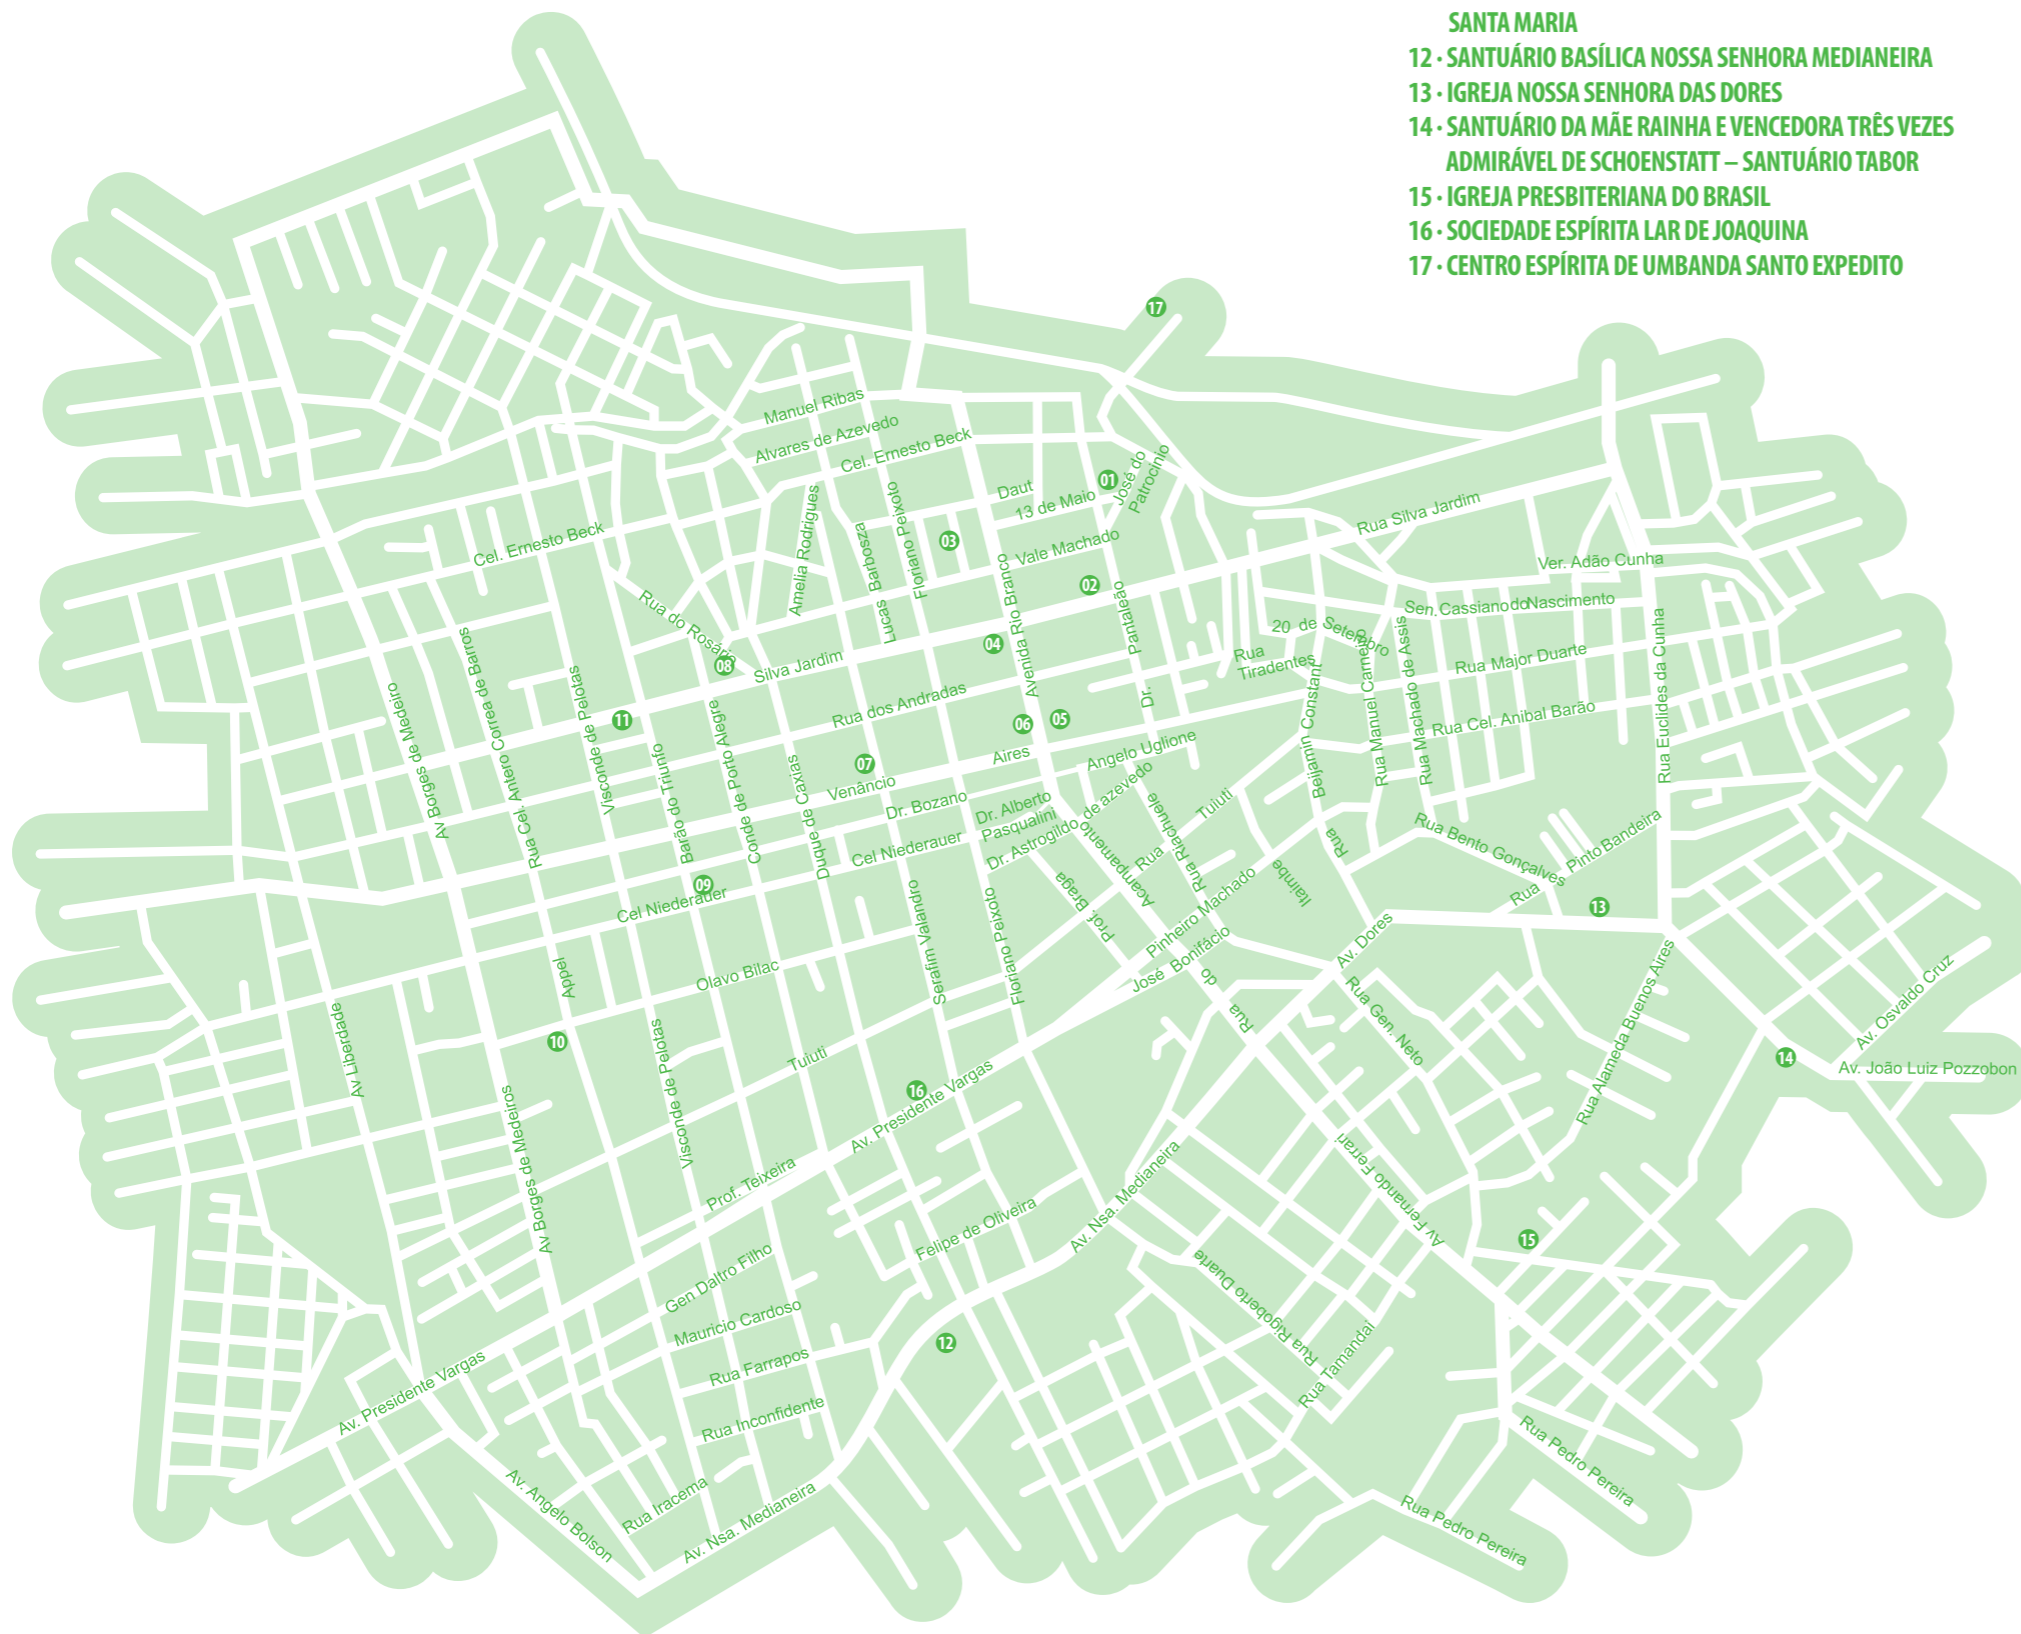 SANTA MARIA
12 · SANTUÁRIO BASÍLICA NOSSA SENHORA MEDIANEIRA
13 · IGREJA NOSSA SENHORA DAS DORES
14 · SANTUÁRIO DA MÃE RAINHA E VENCEDORA TRÊS VEZES
ADMIRÁVEL DE SCHOENSTATT – SANTUÁRIO TABOR
15 · IGREJA PRESBITERIANA DO BRASIL
16 · SOCIEDADE ESPÍRITA LAR DE JOAQUINA
17 · CENTRO ESPÍRITA DE UMBANDA SANTO EXPEDITO
17
Manuel Ribas
Alvares de Azevedo
Cel. Ernesto Beck
José do
Patrocinio
01
Daut
13 de Maio
Rua Silva Jardim
Floriano Peixolo
Amelia Rodrigues
Lucas Barbosza
03
Cel. Ernesto Beck
Vale Machado
Avenida Rio Branco
02
Ver. Adão Cunha
Sen. Cassiano do Nascimento
Rua do Rosário
Pantaleão
20 de Setembro
04
08
Silva Jardim
Rua
Tiradentes
Rua Manuel Carneiro
Rua Machado de Assis
Rua Major Duarte
Rua Euclides da Cunha
Rua dos Andradas
Dr.
11
06
05
Rua Cel. Anibal Barão
Av Borges de Medeiro
Rua Cel. Antero Correa de Barros
Visonde de Pelotas
Barão do Triunfo
Conde de Porto Alegre
Duque de Caxias
07
Venâncio
Aires
Angelo Uglione
Beijamin Constant
Rua
Dr. Bozano
Dr. Alberto
Pasqualini
Dr. Astrogildo de azevedo
Cel Niederauer
Rua Tuiuti
Rua Riachuele
Acampamento
do
Rua
Rua Bento Gonçalves
Rua Pinto Bandeira
Itaimbe
09
Cel Niederauer
Serafim Valandro
Floriano Peixoto
Prof. Braga
Pinheiro Machado
José Bonifácio
Av. Dores
13
Appel
Olavo Bilac
Av Liberdade
10
Rua Gen. Neto
Rua Alameda Buenos Aires
Av. Osvaldo Cruz
14
Av. João Luiz Pozzobon
Visconde de Pelotas
Tuiuti
16
Av. Presidente Vargas
Av Borges de Medeiros
Prof. Teixeira
Av. Nsa. Medianeira
Av Fernando Ferrari
Felipe de Oliveira
15
Gen Daltro Filho
Mauricio Cardoso
Rua Rigoberto Duarte
12
Rua Farrapos
Rua Tamandai
Av. Presidente Vargas
Rua Inconfidente
Rua Pedro Pereira
Av. Angelo Bolson
Rua Iracema
Av. Nsa. Medianeira
Rua Pedro Pereira